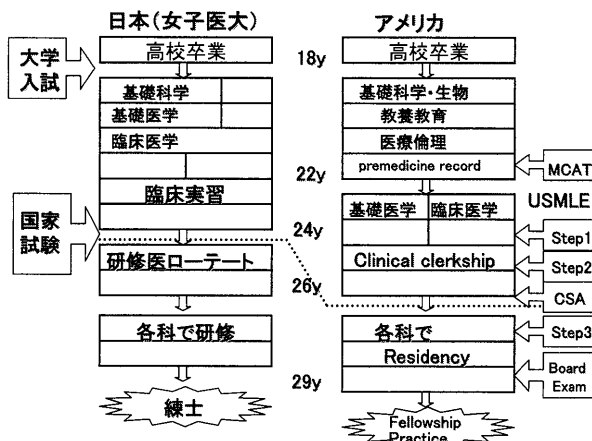 日本(女子医大)
アメリカ
大学
入試
高校卒業
18y
高校卒業
基礎科学
基礎医学
臨床医学
臨床実習
22y
基礎科学・生物
教養教育
医療倫理
premedicine record
MCAT
国家
試験
24y
基礎医学 臨床医学
USMLE
Step1
Clinical clerkship
Step2
CSA
研修医ローテート
26y
各科で研修
各科で
Residency
Step3
29y
Board
Exam
練士
Fellowship
Practice